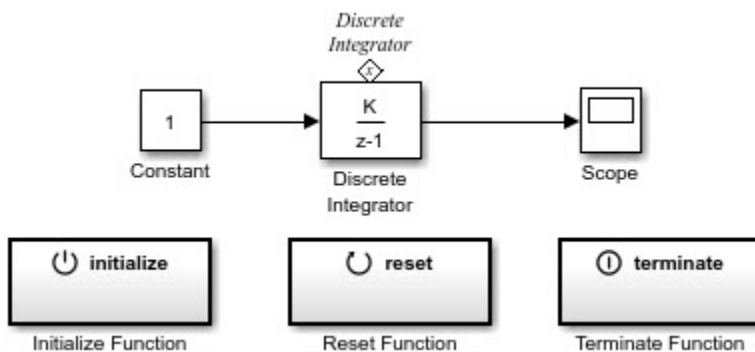 Discrete
Integrator
x
1
K
z-1
Constant
Discrete
Integrator
Scope
initialize
reset
terminate
Initialize Function
Reset Function
Terminate Function